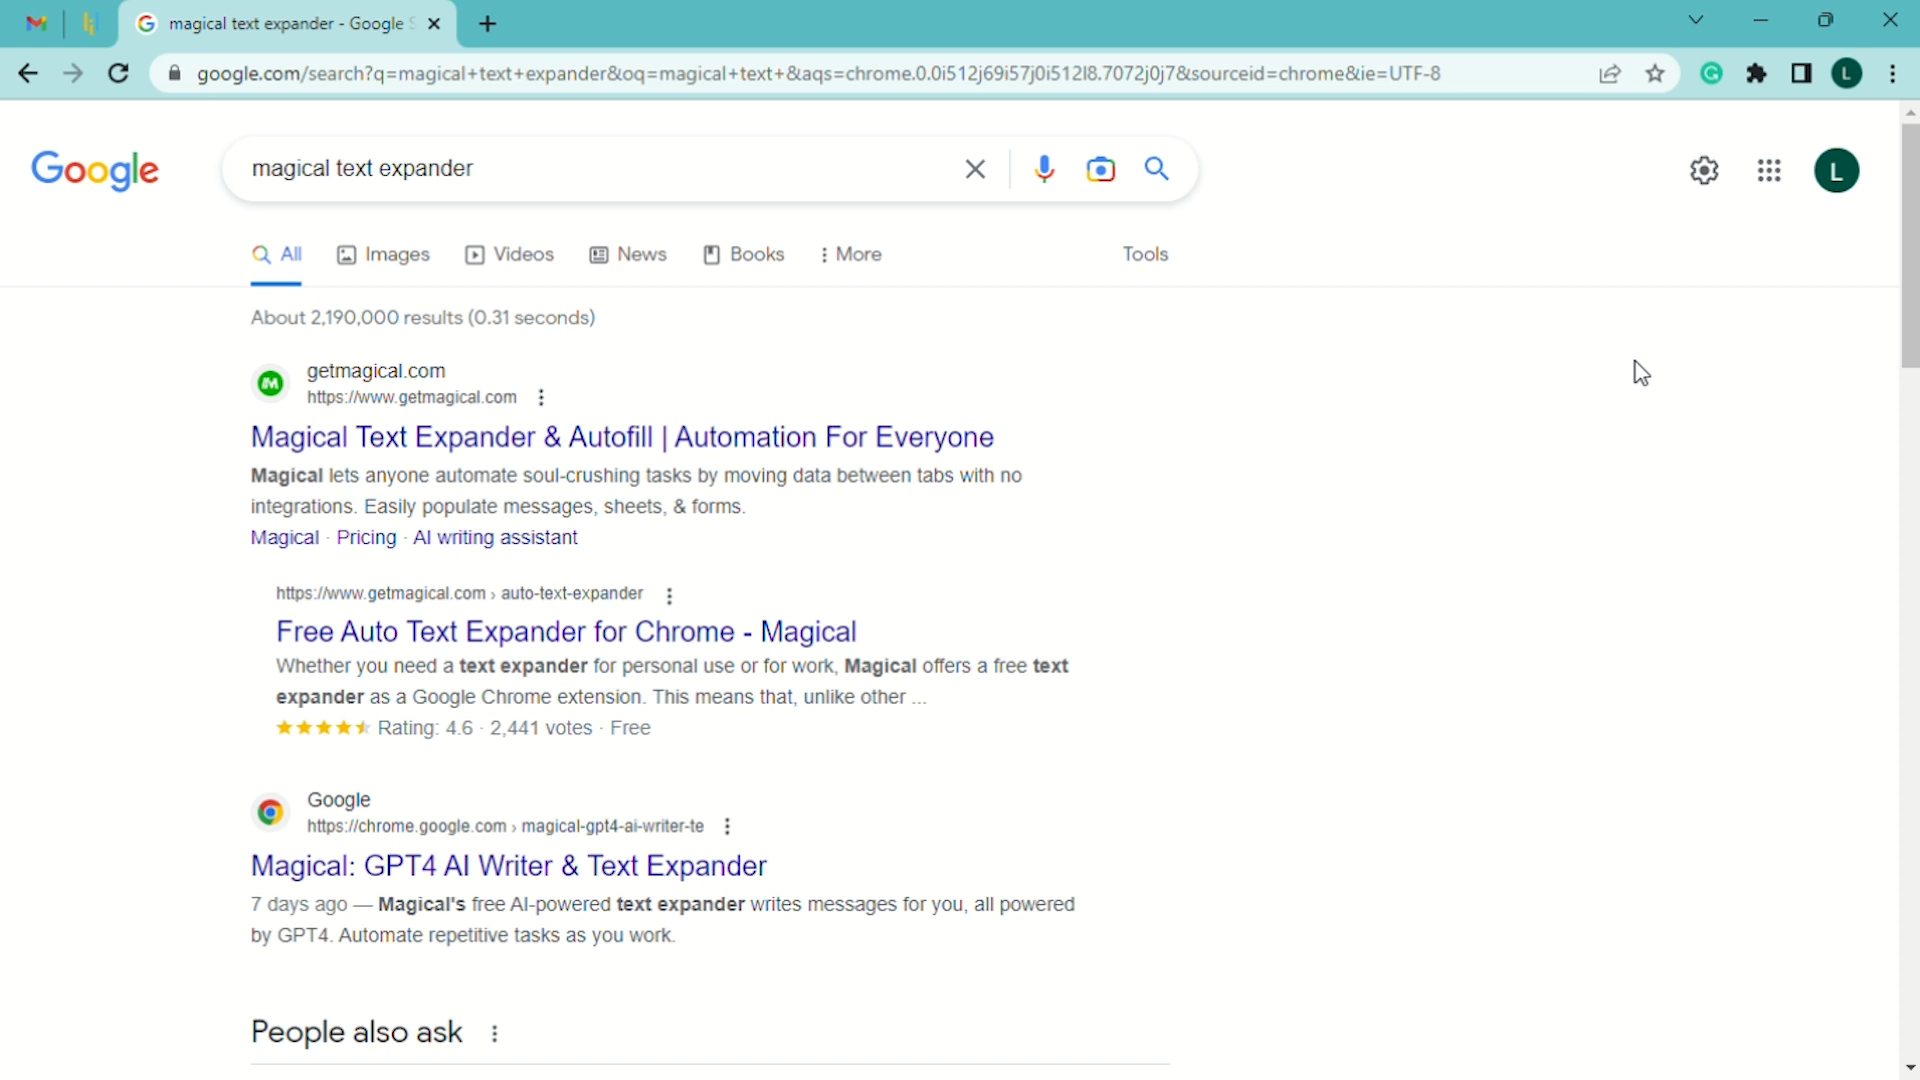 magical text expander - Google S
google.com/search?q=magical+text+expander&oq=magical+text+&aqs=chrome.0.0i512j69i57j0i512l8.7072j0j7&sourceid=chrome&ie=UTF-8
L
Google
magical text expander
L
All Images Videos News Books More Tools
About 2,190,000 results (0.31 seconds)
getmagical.com
https://www.getmagical.com
Magical Text Expander & Autofill | Automation For Everyone
Magical lets anyone automate soul-crushing tasks by moving data between tabs with no
integrations. Easily populate messages, sheets, & forms.
Magical · Pricing · AI writing assistant
https://www.getmagical.com › auto-text-expander
Free Auto Text Expander for Chrome - Magical
Whether you need a text expander for personal use or for work, Magical offers a free text
expander as a Google Chrome extension. This means that, unlike other ...
Rating: 4.6 · 2,441 votes · Free
Google
https://chrome.google.com › magical-gpt4-ai-writer-te
Magical: GPT4 AI Writer & Text Expander
7 days ago — Magical's free AI-powered text expander writes messages for you, all powered
by GPT4. Automate repetitive tasks as you work.
People also ask